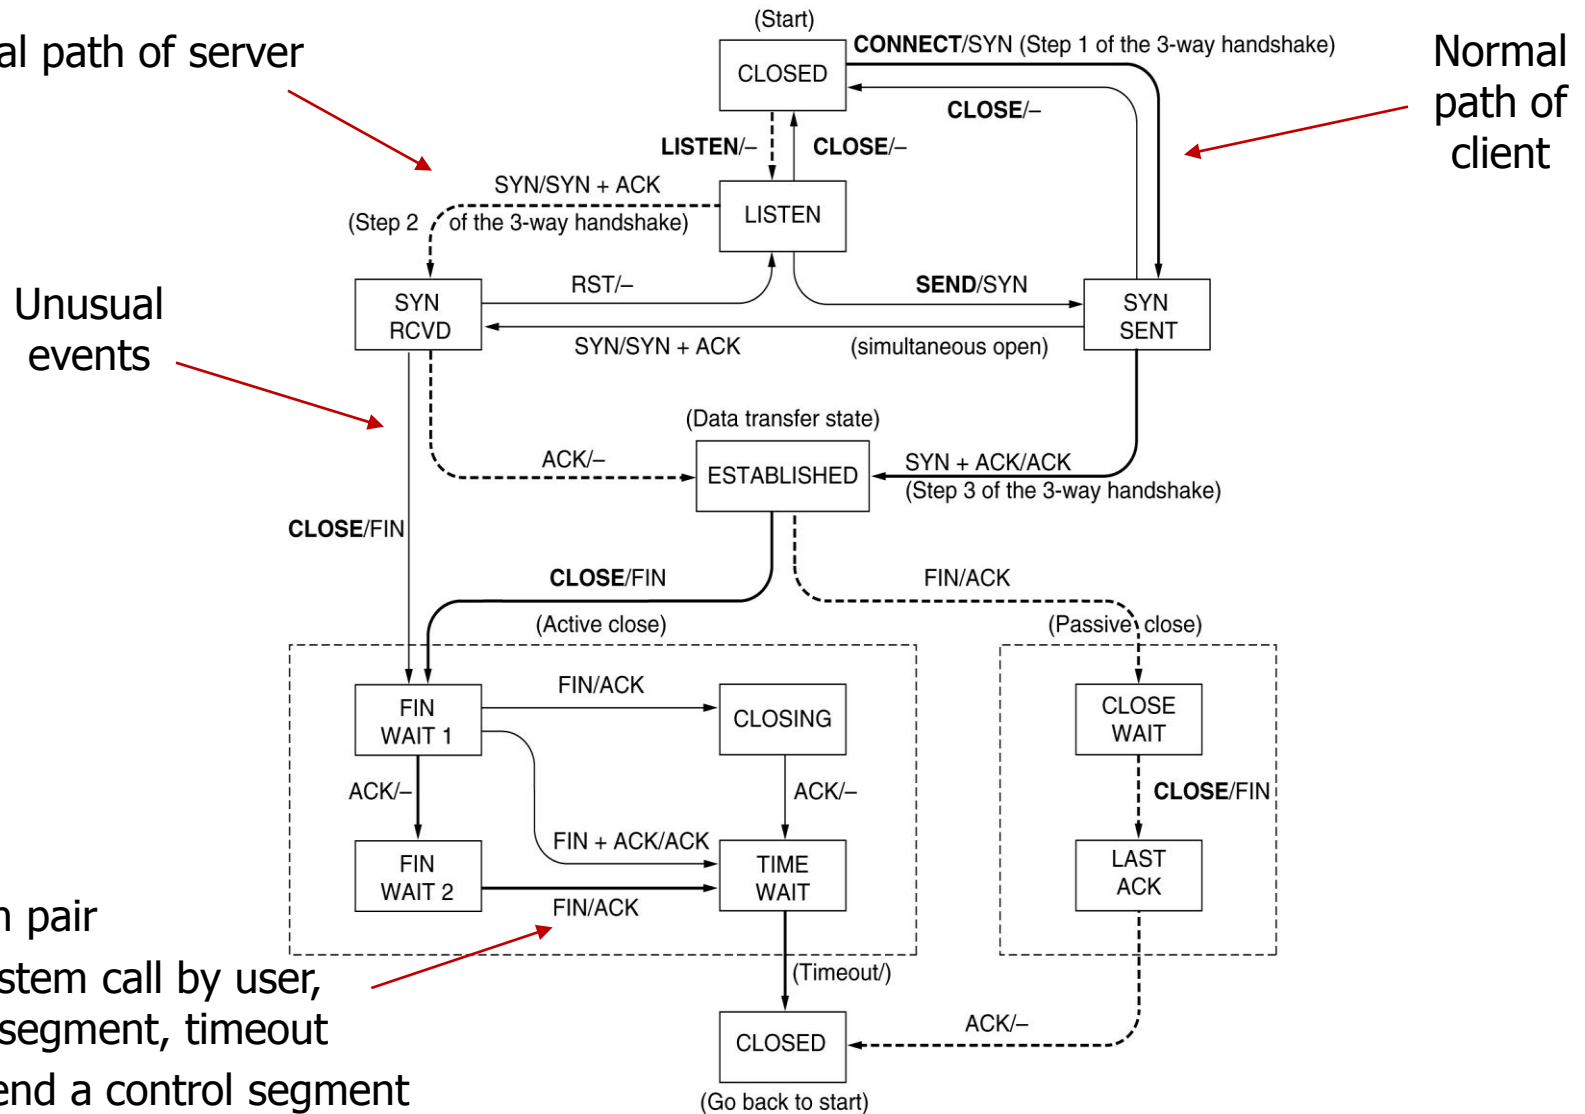 (Start)
al path of server
CONNECT/SYN (Step 1 of the 3-way handshake)
Normal
path of
client
CLOSED
CLOSE/–
LISTEN/–
CLOSE/–
SYN/SYN + ACK
(Step 2 of the 3-way handshake)
LISTEN
Unusual
events
SYN
RCVD
RST/–
SEND/SYN
SYN
SENT
SYN/SYN + ACK
(simultaneous open)
(Data transfer state)
ACK/–
ESTABLISHED
SYN + ACK/ACK
(Step 3 of the 3-way handshake)
CLOSE/FIN
CLOSE/FIN
FIN/ACK
(Active close)
(Passive close)
FIN
WAIT 1
FIN/ACK
CLOSING
CLOSE
WAIT
ACK/–
ACK/–
CLOSE/FIN
FIN + ACK/ACK
FIN
WAIT 2
TIME
WAIT
LAST
ACK
FIN/ACK
n pair
stem call by user,
segment, timeout
end a control segment
(Timeout/)
CLOSED
ACK/–
(Go back to start)